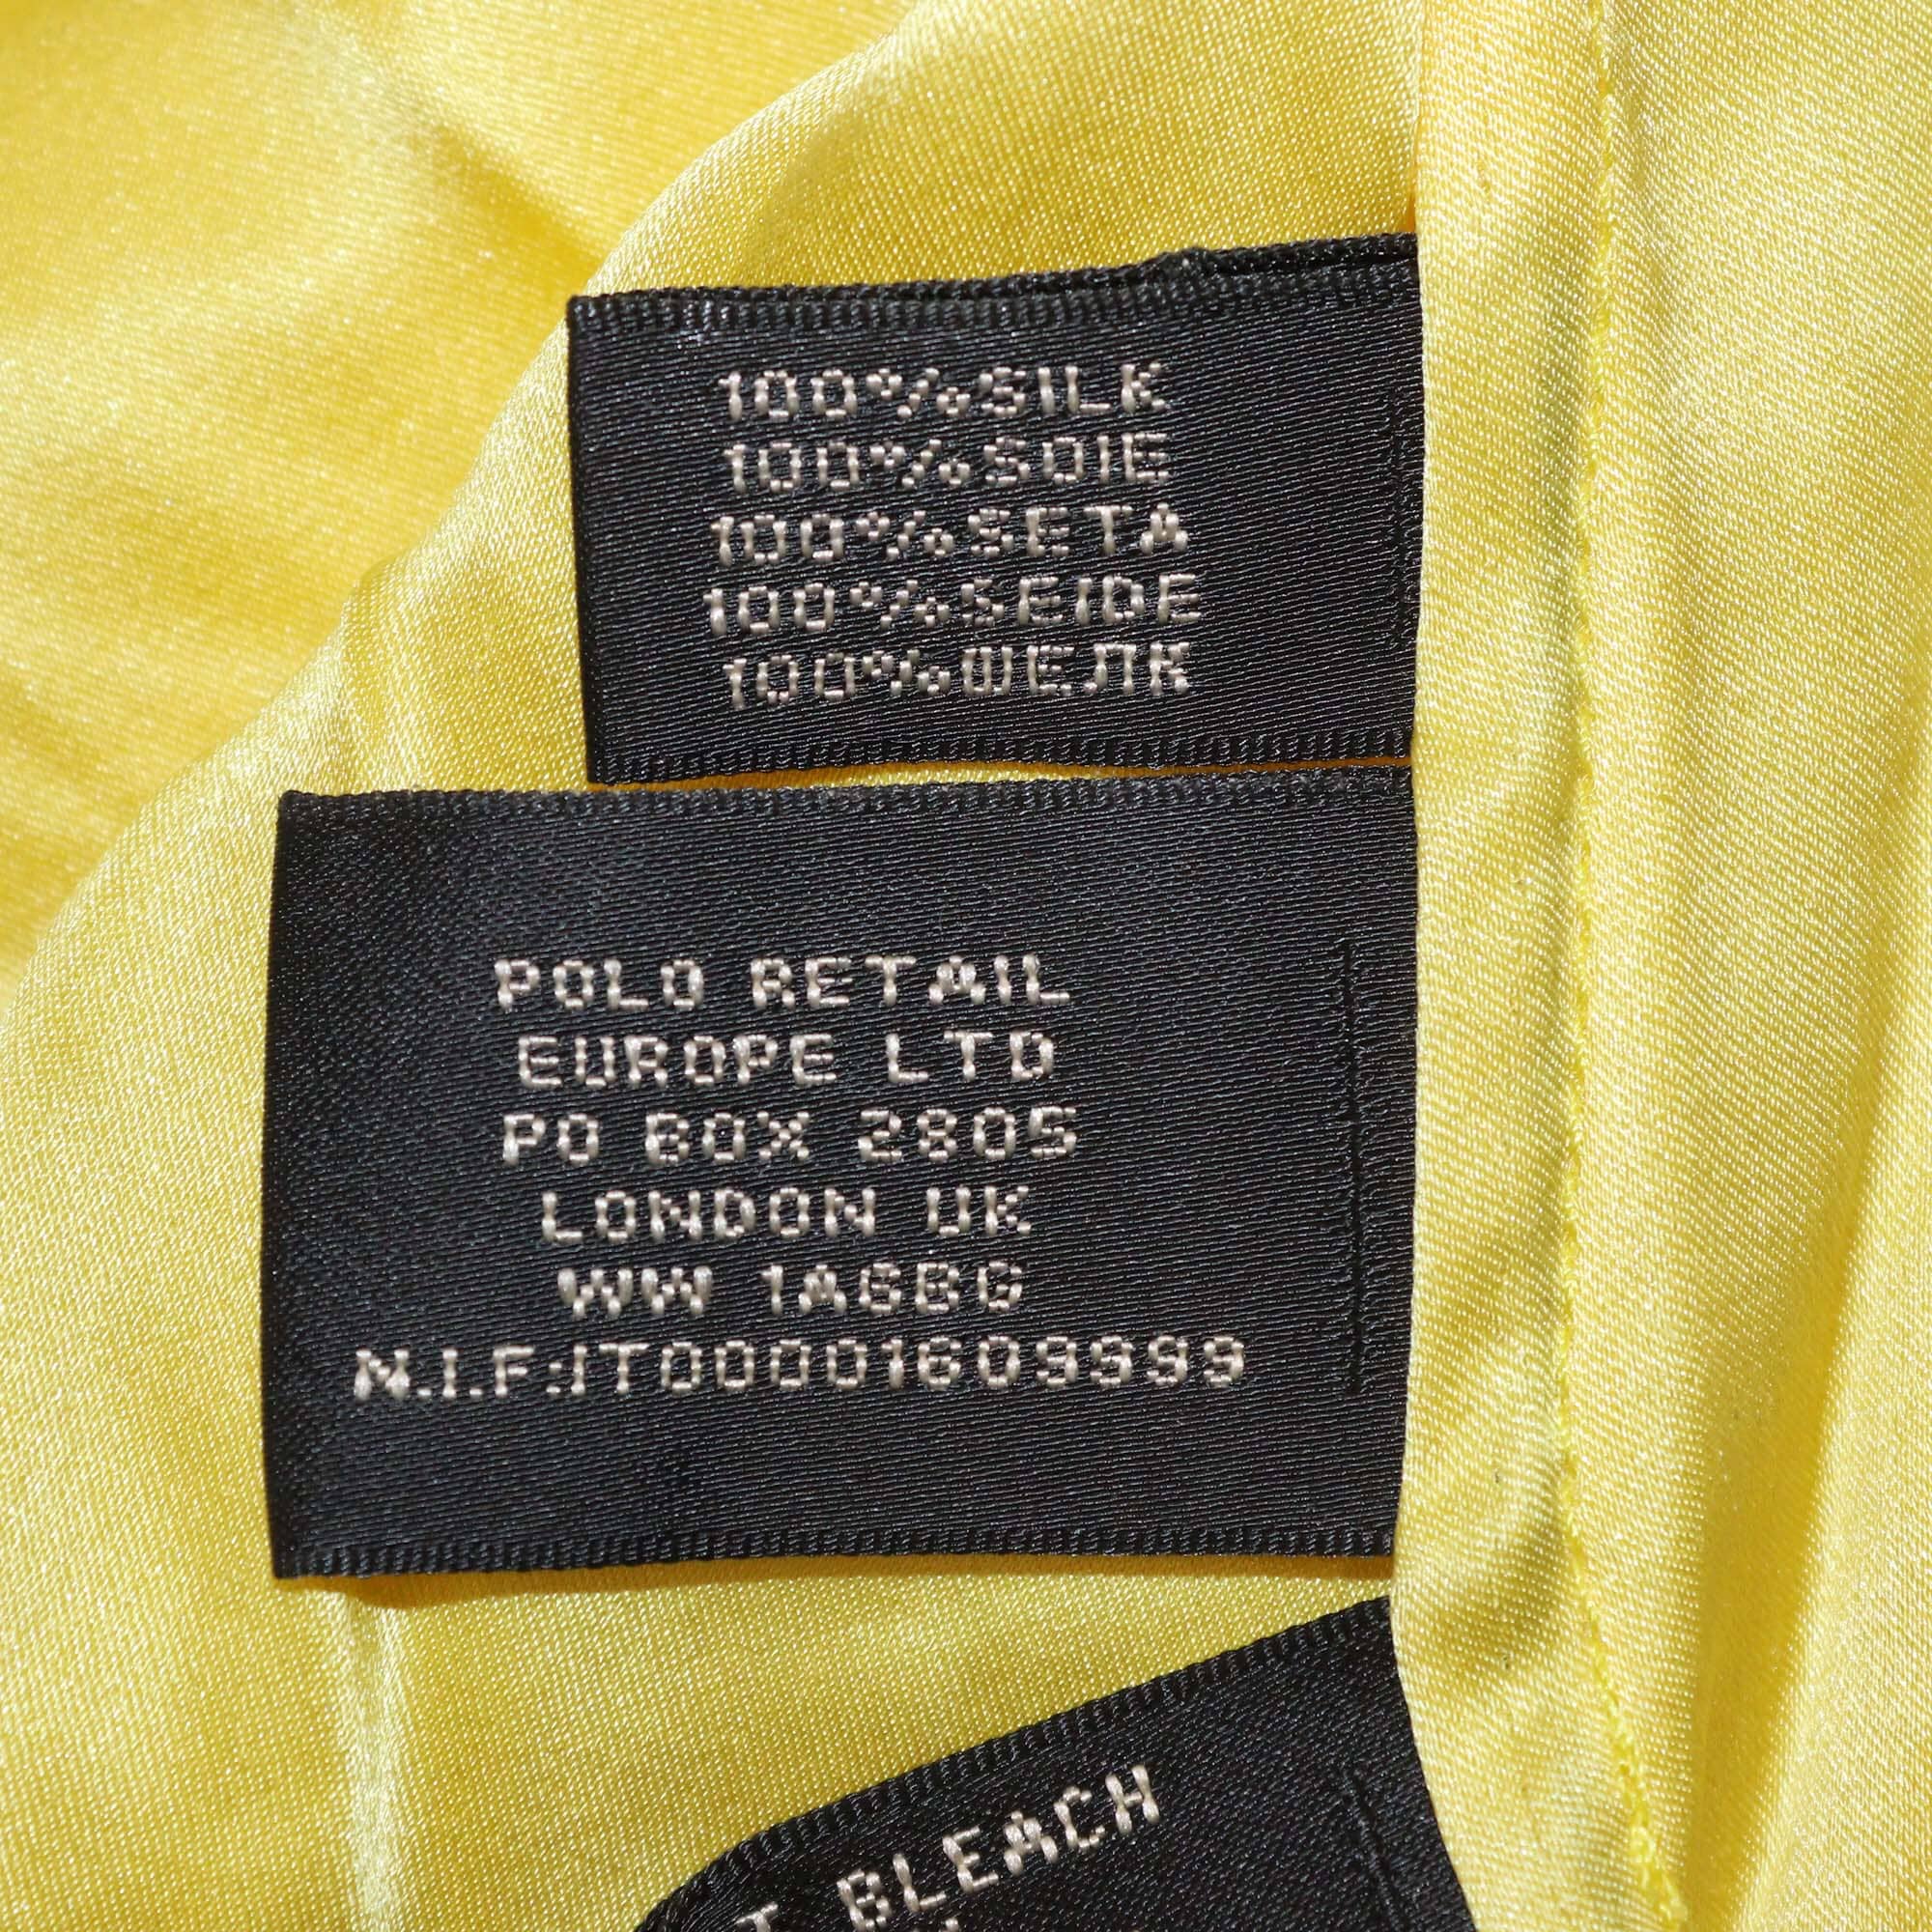 100%SILK
100%SOIE
100%SETA
100%SEIDE
100%ШЕЛК
POLO RETAIL
EUROPE LTD
PO BOX 2805
LONDON UK
WW 1A6BG
N.I.F:IT00001609999
BLEACH